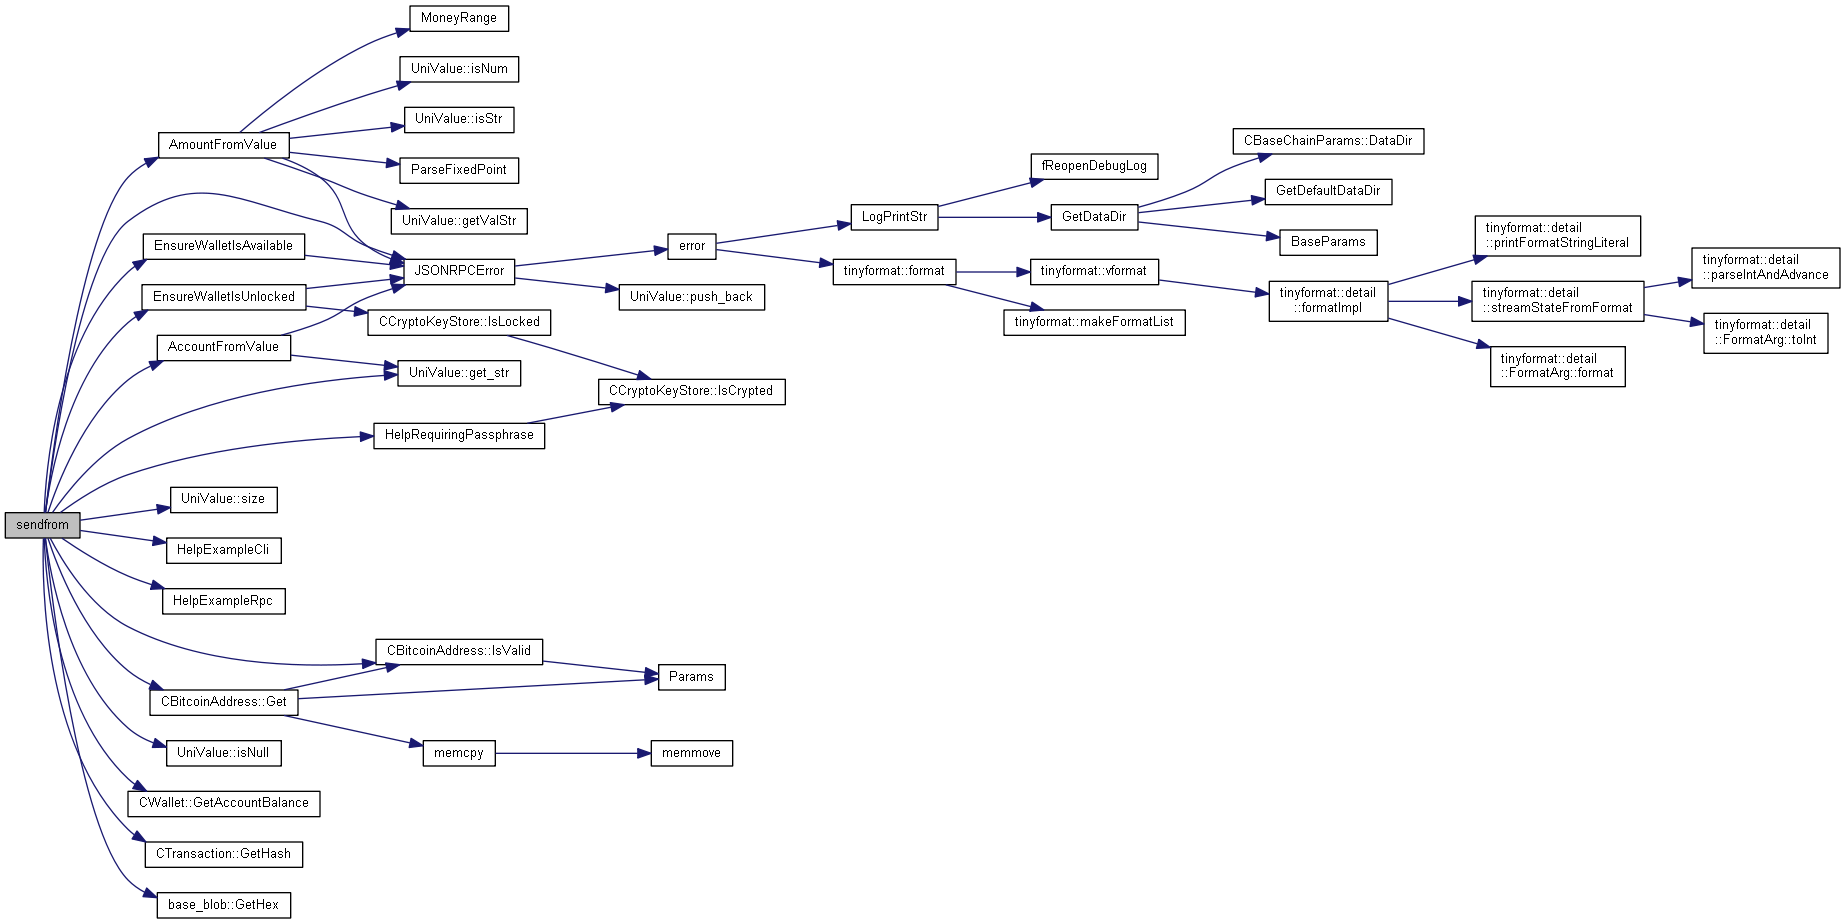 MoneyRange
UniValue::isNum
UniValue::isStr
AmountFromValue
ParseFixedPoint
UniValue::getValStr
EnsureWalletIsAvailable
JSONRPCError
EnsureWalletIsUnlocked
CCryptoKeyStore::IsLocked
AccountFromValue
UniValue::get_str
HelpRequiringPassphrase
CCryptoKeyStore::IsCrypted
error
UniValue::push_back
LogPrintStr
tinyformat::format
fReopenDebugLog
GetDataDir
tinyformat::vformat
tinyformat::makeFormatList
CBaseChainParams::DataDir
GetDefaultDataDir
BaseParams
tinyformat::detail
::formatImpl
tinyformat::detail
::printFormatStringLiteral
tinyformat::detail
::streamStateFromFormat
tinyformat::detail
::FormatArg::format
tinyformat::detail
::parseIntAndAdvance
tinyformat::detail
::FormatArg::toInt
sendfrom
UniValue::size
HelpExampleCli
HelpExampleRpc
CBitcoinAddress::IsValid
Params
CBitcoinAddress::Get
memcpy
memmove
UniValue::isNull
CWallet::GetAccountBalance
CTransaction::GetHash
base_blob::GetHex